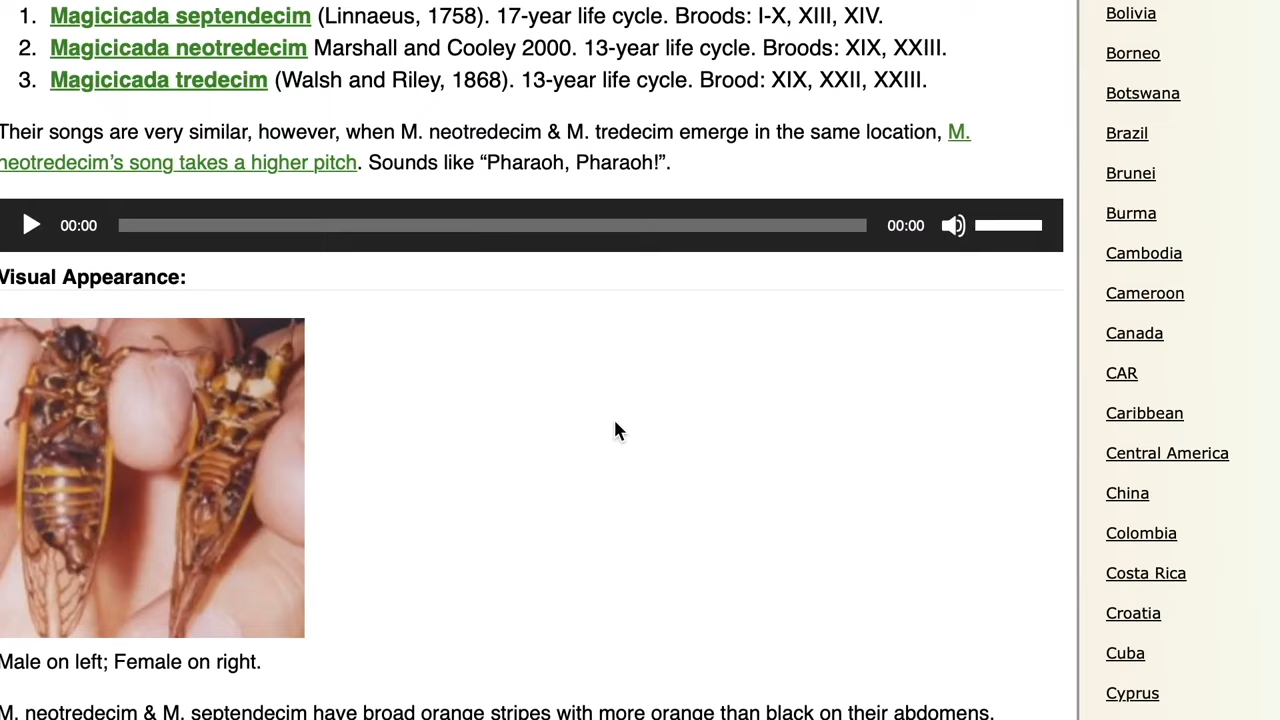 1. Magicicada septendecim (Linnaeus, 1758). 17-year life cycle. Broods: I-X, XIII, XIV.
2. Magicicada neotredecim Marshall and Cooley 2000. 13-year life cycle. Broods: XIX, XXIII.
3. Magicicada tredecim (Walsh and Riley, 1868). 13-year life cycle. Brood: XIX, XXII, XXIII.
Their songs are very similar, however, when M. neotredecim & M. tredecim emerge in the same location, M.
neotredecim’s song takes a higher pitch. Sounds like “Pharaoh, Pharaoh!”.
00:00 00:00
Visual Appearance:
Male on left; Female on right.
M. neotredecim & M. septendecim have broad orange stripes with more orange than black on their abdomens.
Bolivia
Borneo
Botswana
Brazil
Brunei
Burma
Cambodia
Cameroon
Canada
CAR
Caribbean
Central America
China
Colombia
Costa Rica
Croatia
Cuba
Cyprus